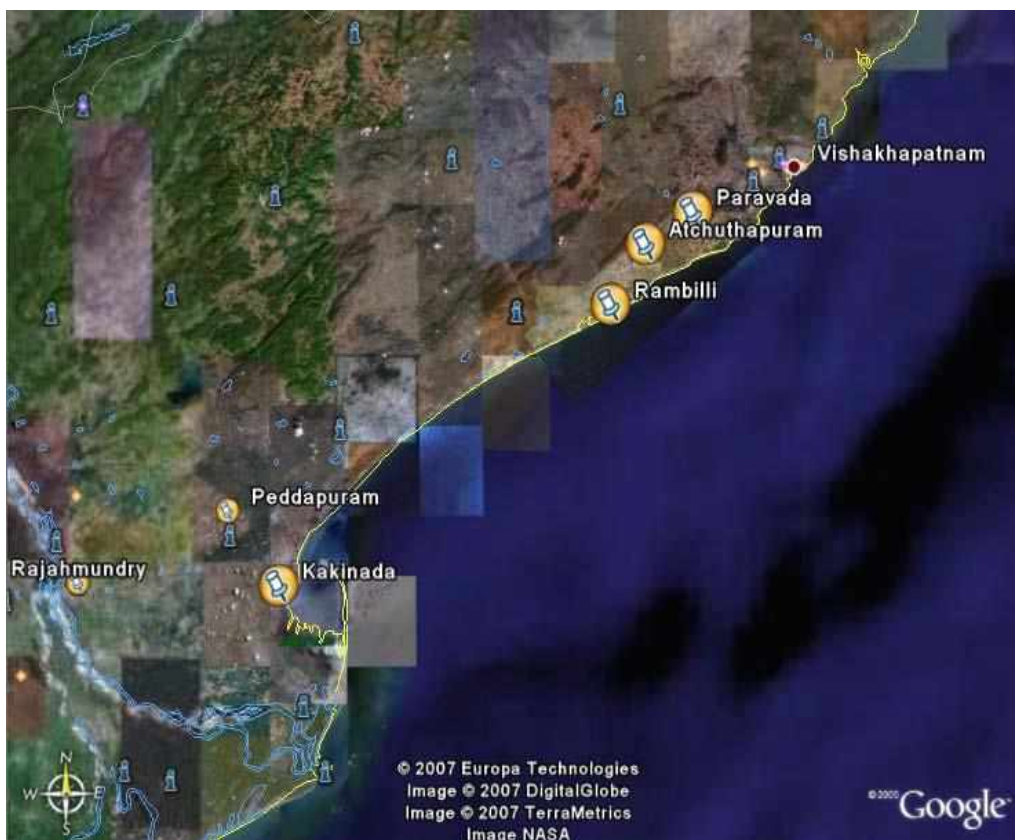 Vishakhapatnam
Paravada
Atchuthapuram
Rambilli
Peddapuram
Rajahmundry
Kakinada
N
W E
S
© 2007 Europa Technologies
Image © 2007 DigitalGlobe
Image © 2007 TerraMetrics
Image NASA
Google